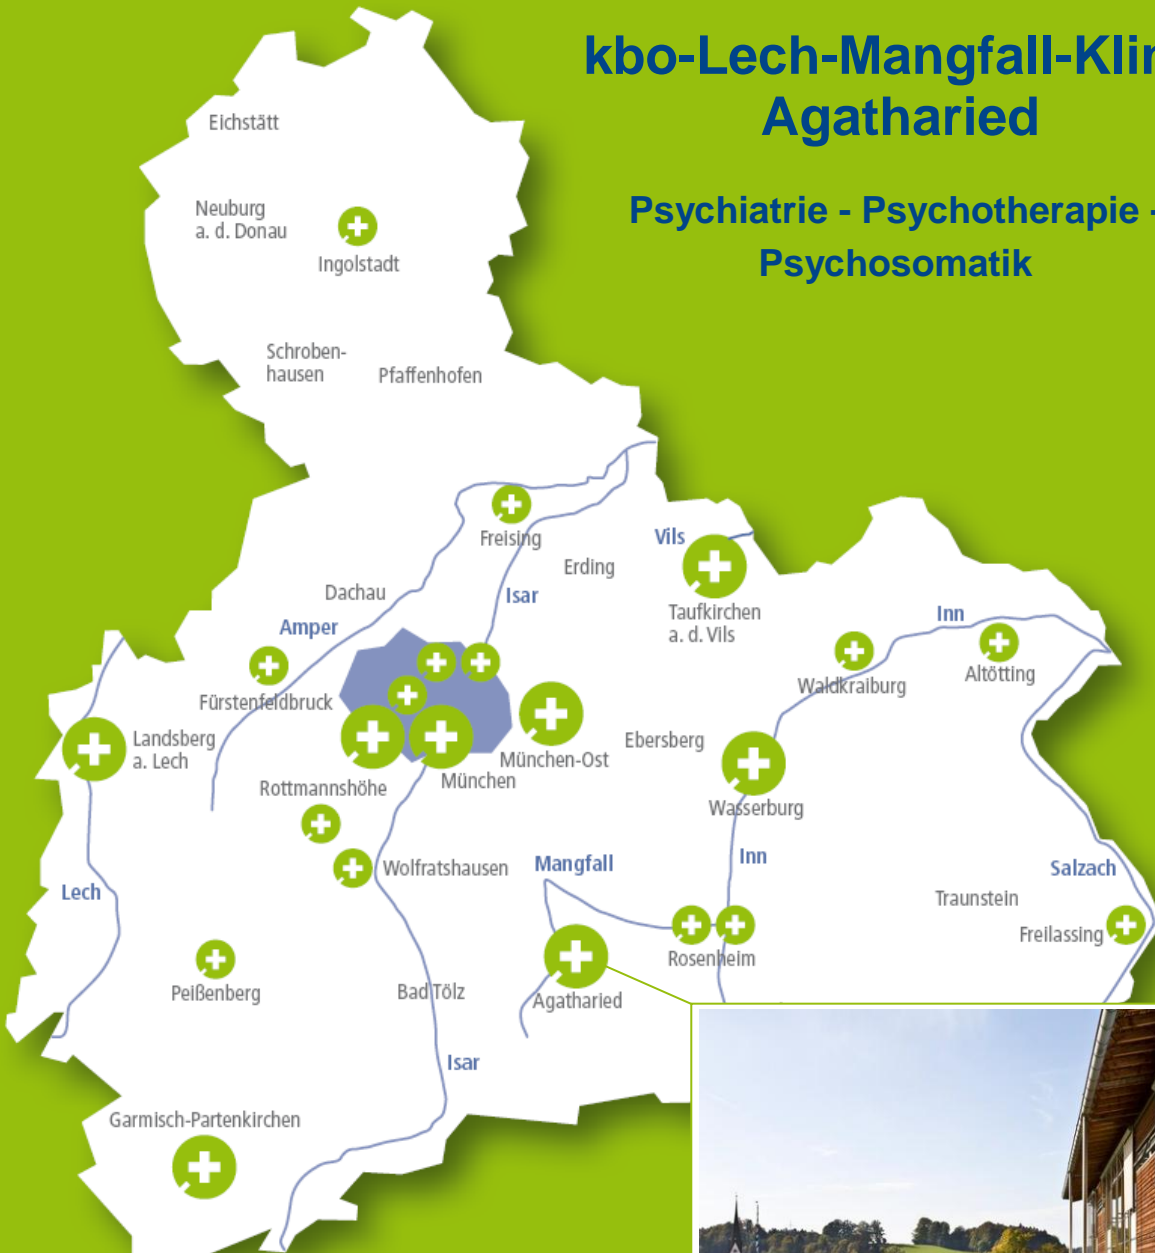 kbo-Lech-Mangfall-Klin
Agatharied
Psychiatrie - Psychotherapie -
Psychosomatik
Eichstätt
Neuburg
a. d. Donau
Ingolstadt
Schroben-
hausen
Pfaffenhofen
Freising
Vils
Erding
Dachau
Isar
Taufkirchen
a. d. Vils
Amper
Inn
Altötting
Waldkraiburg
Fürstenfeldbruck
Landsberg
a. Lech
Ebersberg
München-Ost
München
Rottmannshöhe
Wasserburg
Wolfratshausen
Mangfall
Inn
Salzach
Lech
Traunstein
Freilassing
Rosenheim
Peißenberg
Bad Tölz
Agatharied
Isar
Garmisch-Partenkirchen